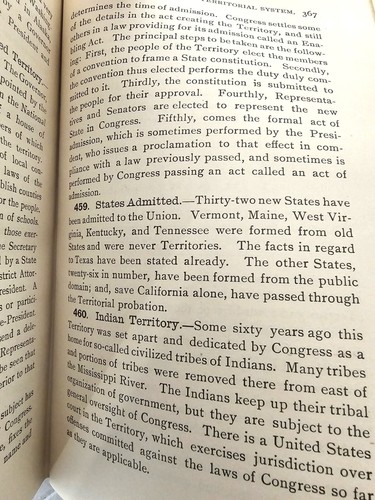 TERRITORIAL SYSTEM. 367
determines the time of admission. Congress settles some
of the details in the act creating the Territory, and still
others in a law providing for its admission called an Ena-
bling Act. The principal steps to be taken are the follow-
ing: First, the people of the Territory elect the members
of a convention to frame a State constitution. Secondly,
the convention thus elected performs the duty duly com-
mitted to it. Thirdly, the constitution is submitted to
the people for their approval. Fourthly, Representa-
tives and Senators are elected to represent the new
State in Congress. Fifthly, comes the formal act of
admission, which is sometimes performed by the Presi-
dent, who issues a proclamation to that effect in com-
pliance with a law previously passed, and sometimes is
performed by Congress passing an act called an act of
admission.
459. States Admitted.—Thirty-two new States have
been admitted to the Union. Vermont, Maine, West Vir-
ginia, Kentucky, and Tennessee were formed from old
States and were never Territories. The facts in regard
to Texas have been stated already. The other States,
twenty-six in number, have been formed from the public
domain; and, save California alone, have passed through
the Territorial probation.
460. Indian Territory.—Some sixty years ago this
Territory was set apart and dedicated by Congress as a
home for so-called civilized tribes of Indians. Many tribes
and portions of tribes were removed there from east of
the Mississippi River. The Indians keep up their tribal
organization of government, but they are subject to the
general oversight of Congress. There is a United States
court in the Territory, which exercises jurisdiction over
offenses committed against the laws of Congress so far
as they are applicable.